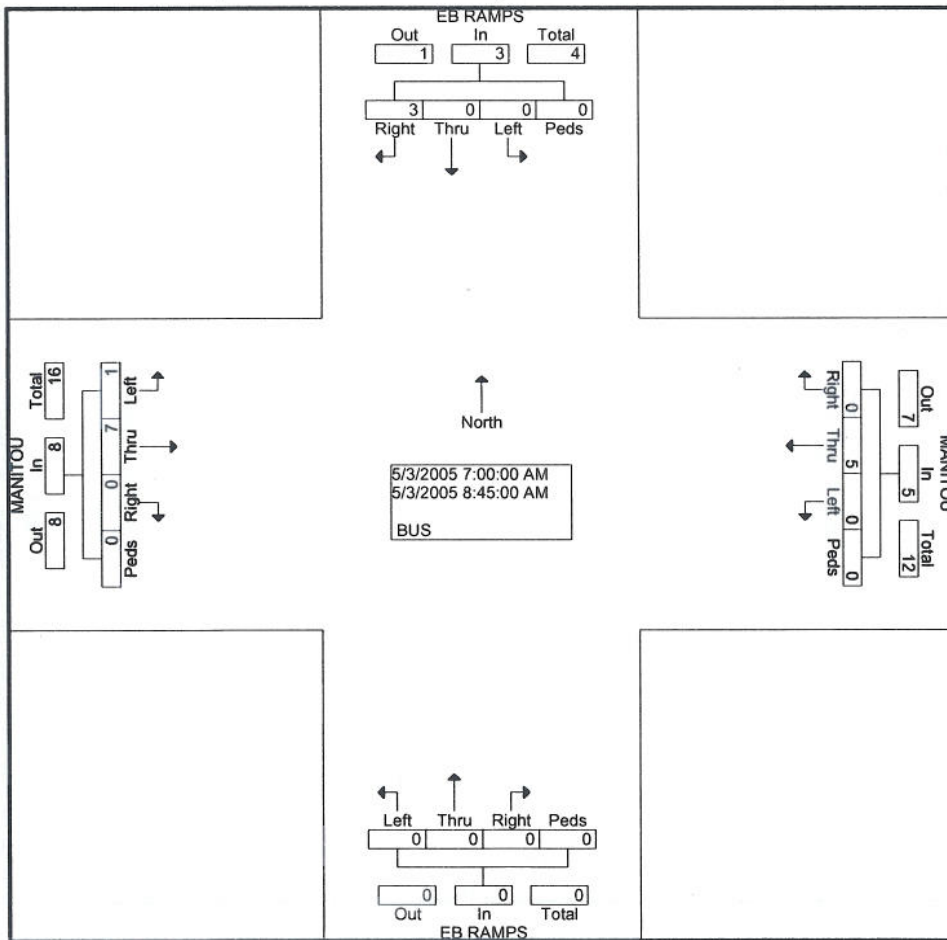 EB RAMPS
Out In Total
1 3 4
3 0 0 0
Right Thru Left Peds
MANITOU
Out In Total
8 8 16
Left Thru Right Peds
1 7 0 0
North
5/3/2005 7:00:00 AM
5/3/2005 8:45:00 AM
BUS
Right Thru Left Peds
0 5 0 0
Out In Total
7 5 12
MANITOU
Left Thru Right Peds
0 0 0 0
0 0 0
Out In Total
EB RAMPS